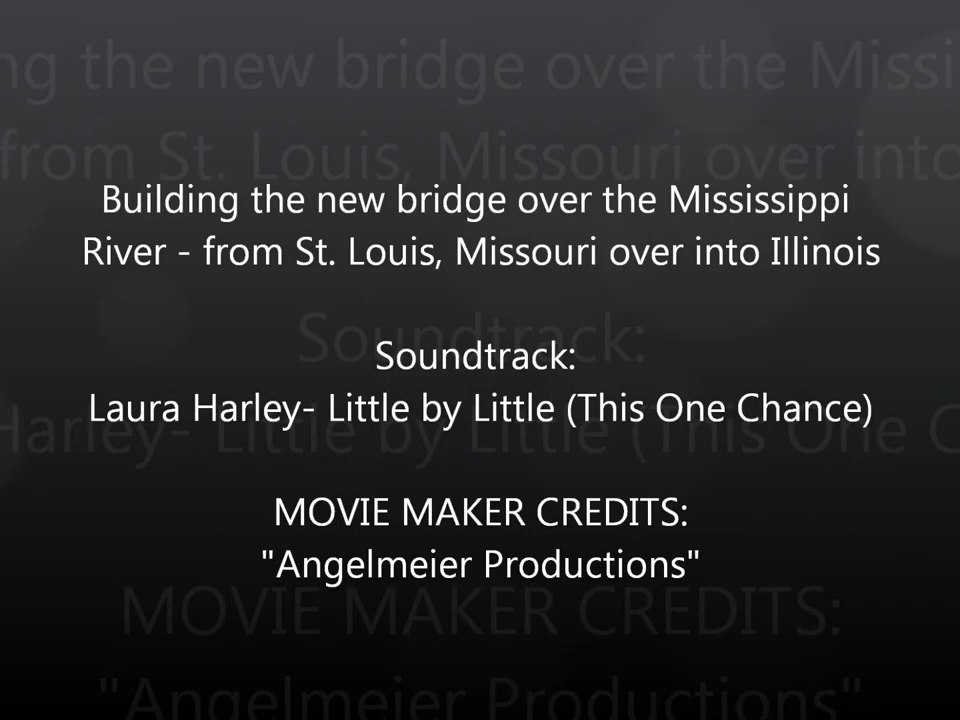 Building the new bridge over the Mississippi
River - from St. Louis, Missouri over into Illinois
Soundtrack:
Laura Harley- Little by Little (This One Chance)
MOVIE MAKER CREDITS:
"Angelmeier Productions"